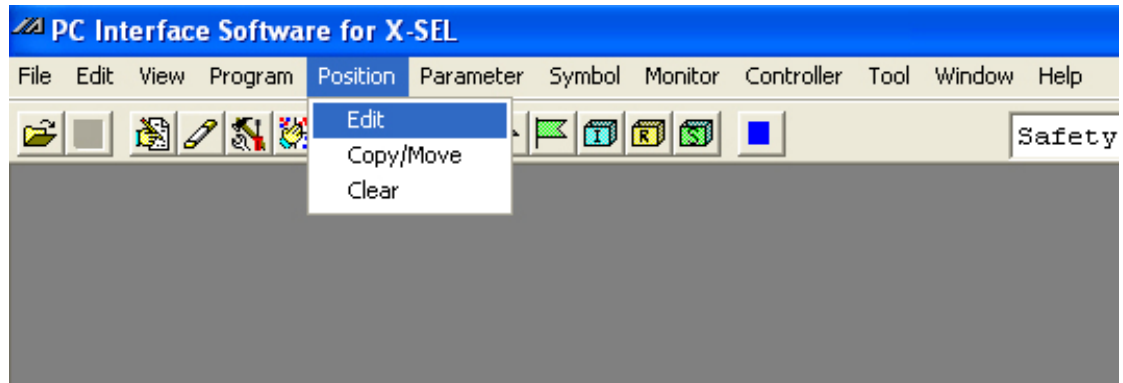 PC Interface Software for X-SEL
File Edit View Program Position Parameter Symbol Monitor Controller Tool Window Help
Edit
I R S Safety
Copy/Move
Clear